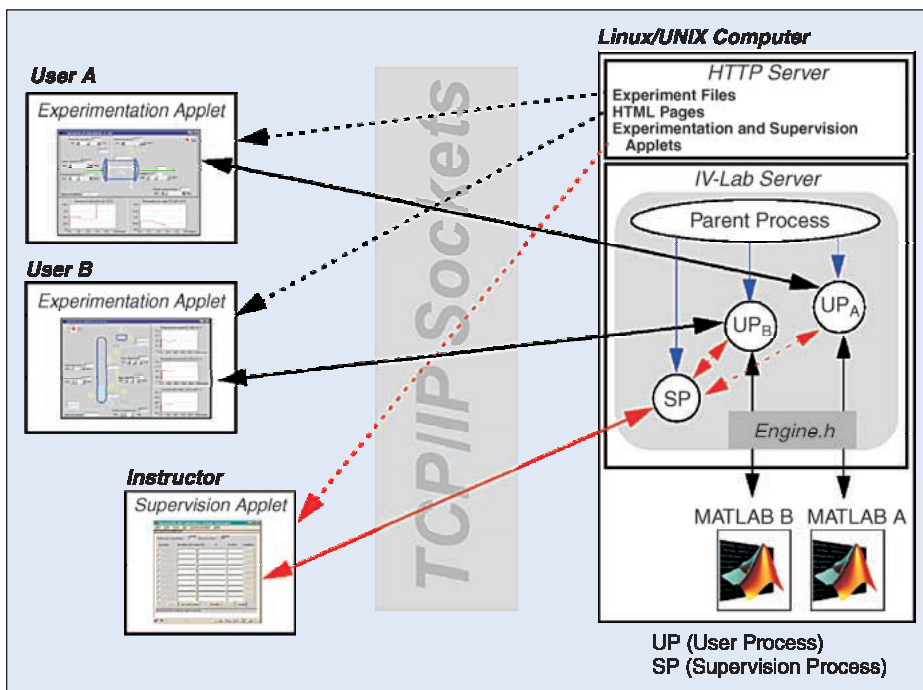 Linux/UNIX Computer
HTTP Server
Experiment Files
HTML Pages
Experimentation and Supervision
Applets
User A
Experimentation Applet
User B
Experimentation Applet
Instructor
Supervision Applet
TCP/IP Sockets
IV-Lab Server
Parent Process
UPA
UPB
SP
Engine.h
MATLAB B
MATLAB A
UP (User Process)
SP (Supervision Process)